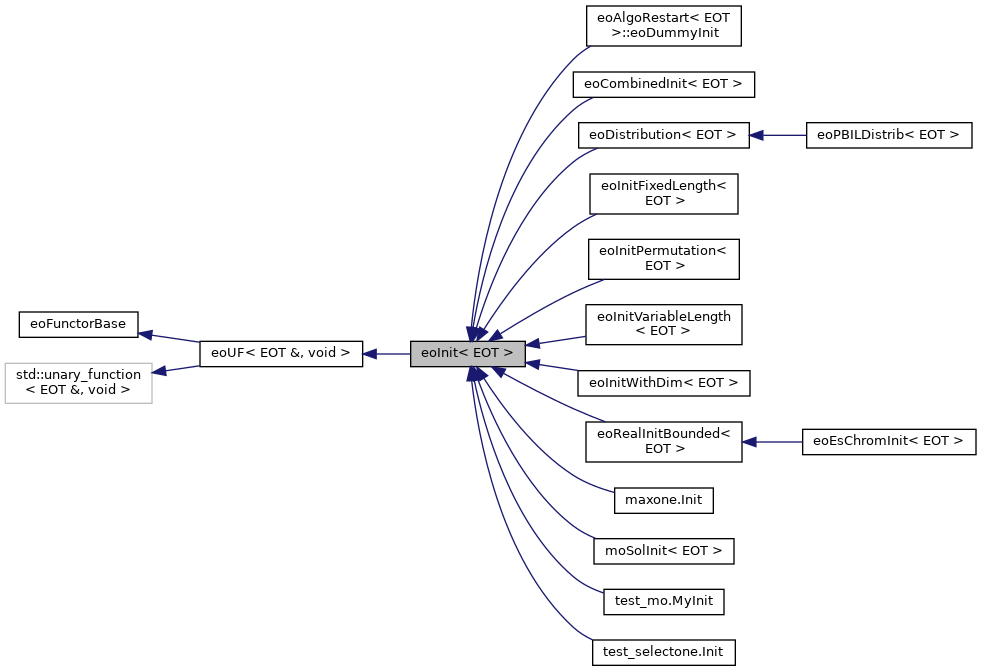 eoFunctorBase
std::unary_function
< EOT &, void >
eoUF< EOT &, void >
eoInit< EOT >
eoAlgoRestart< EOT
>::eoDummyInit
eoCombinedInit< EOT >
eoDistribution< EOT >
eoPBILDistrib< EOT >
eoInitFixedLength<
EOT >
eoInitPermutation<
EOT >
eoInitVariableLength
< EOT >
eoInitWithDim< EOT >
eoRealInitBounded<
EOT >
eoEsChromInit< EOT >
maxone.Init
moSolInit< EOT >
test_mo.MyInit
test_selectone.Init